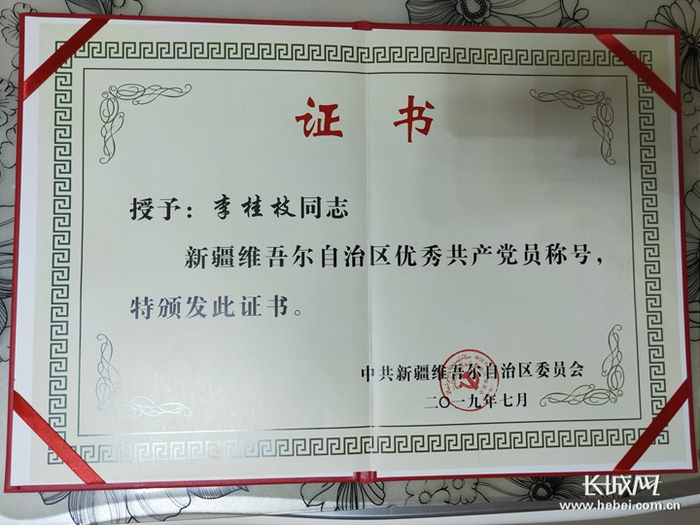 证书
授予：李桂枝同志
新疆维吾尔自治区优秀共产党员称号，
特颁发此证书。
中共新疆维吾尔自治区委员会
二〇一九年七月
长城网
www.hebei.com.cn